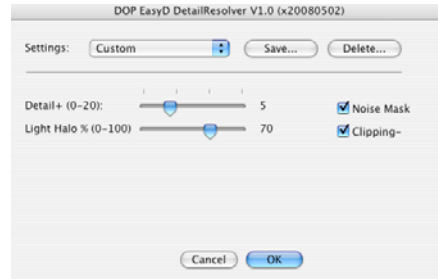 DOP EasyD DetailResolver V1.0 (x20080502)
Settings: Custom Save... Delete...
Detail+ (0-20): 5 Noise Mask
Light Halo % (0-100) 70 Clipping-
Cancel OK